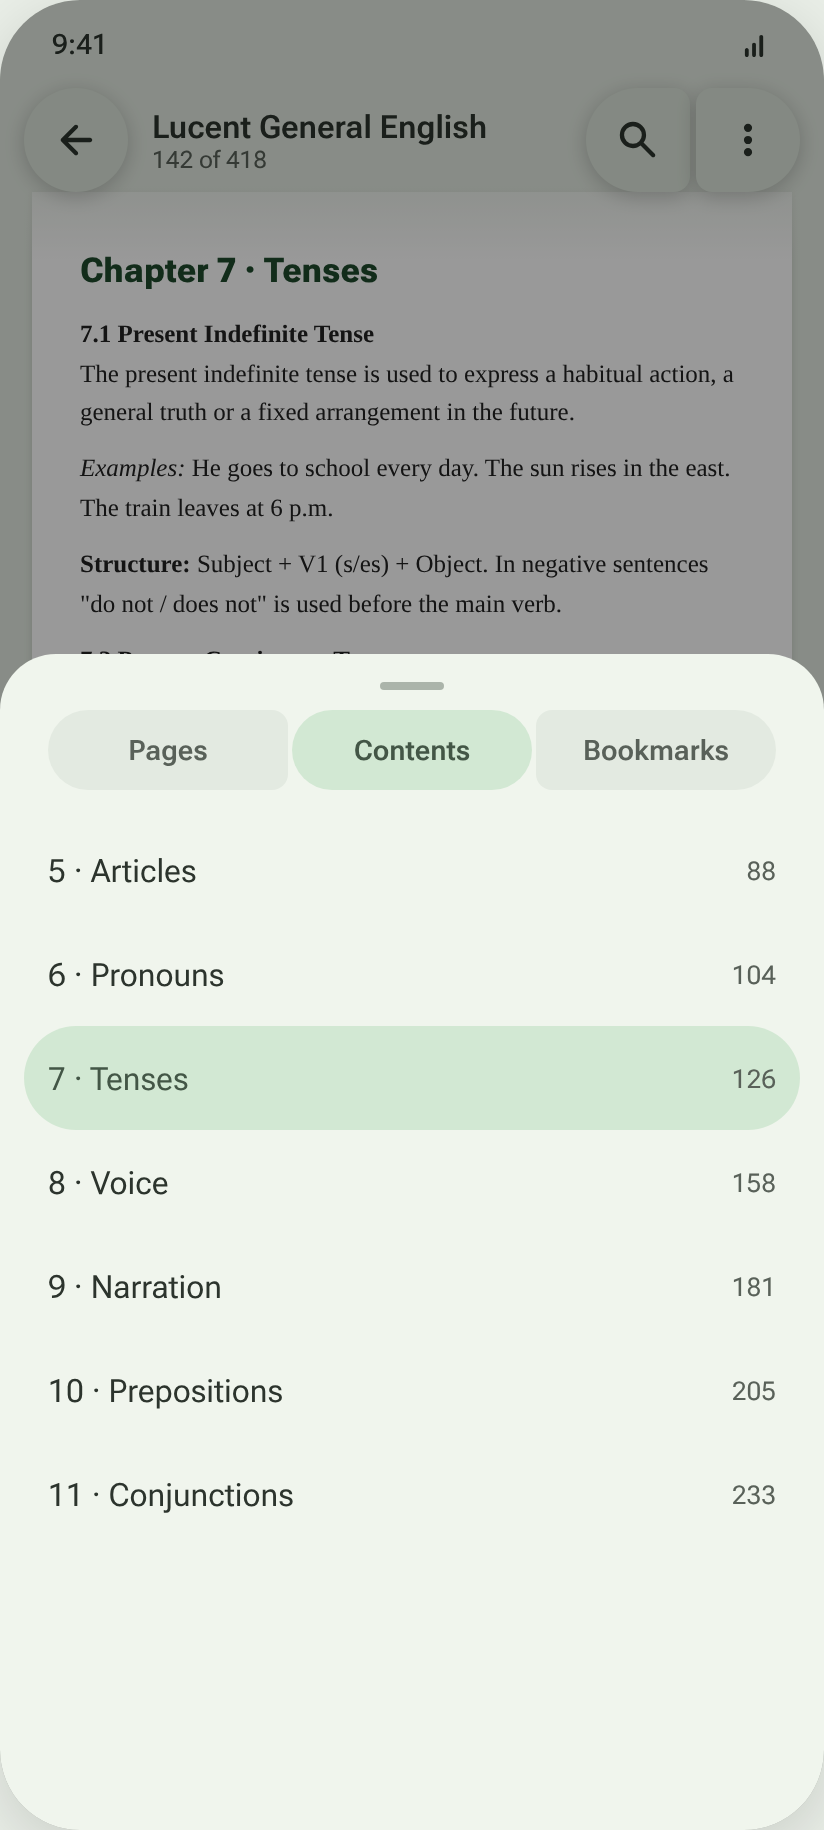 9:41
Lucent General English
142 of 418
Chapter 7 · Tenses
7.1 Present Indefinite Tense
The present indefinite tense is used to express a habitual action, a
general truth or a fixed arrangement in the future.
Examples: He goes to school every day. The sun rises in the east.
The train leaves at 6 p.m.
Structure: Subject + V1 (s/es) + Object. In negative sentences
"do not / does not" is used before the main verb.
Pages
Contents
Bookmarks
5 · Articles 88
6 · Pronouns 104
7 · Tenses 126
8 · Voice 158
9 · Narration 181
10 · Prepositions 205
11 · Conjunctions 233